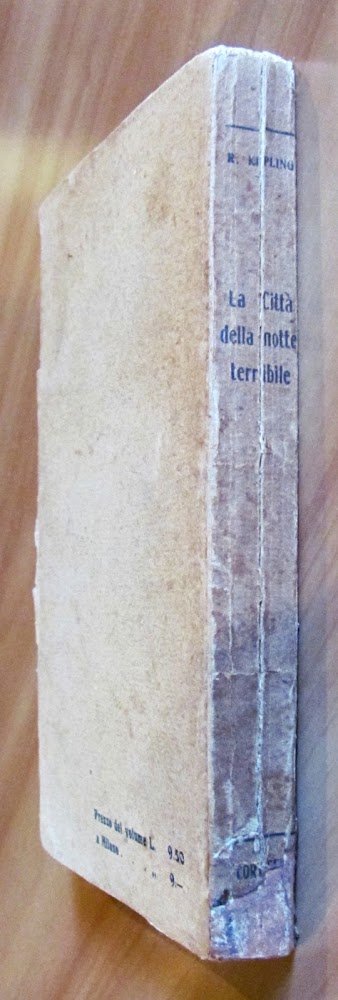 R. KIPLING
La Città
della notte
terribile
Prezzo del volume L. 9.50
a Milano . . . „ 9.—